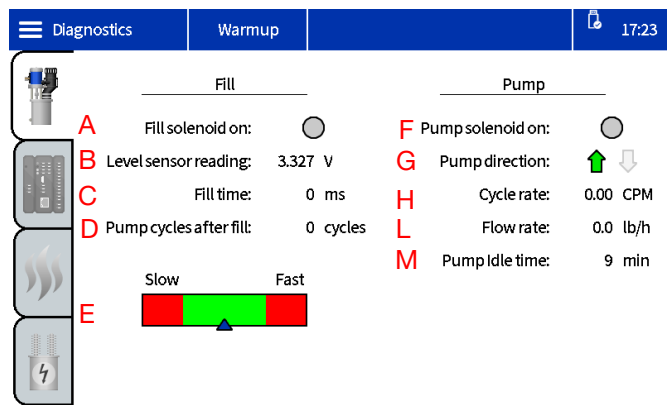 Diagnostics Warmup 17:23
Fill
A Fill solenoid on:
B Level sensor reading: 3.327 V
C Fill time: 0 ms
D Pump cycles after fill: 0 cycles
Slow Fast
E
Pump
F Pump solenoid on:
G Pump direction:
H Cycle rate: 0.00 CPM
L Flow rate: 0.0 lb/h
M Pump Idle time: 9 min